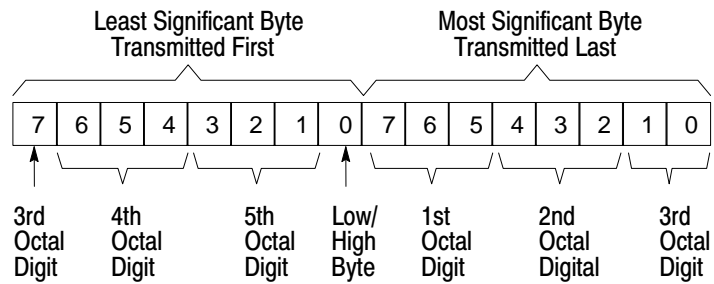 Least Significant Byte
Transmitted First
Most Significant Byte
Transmitted Last
7 6 5 4 3 2 1 0 7 6 5 4 3 2 1 0
3rd
Octal
Digit
4th
Octal
Digit
5th
Octal
Digit
Low/
High
Byte
1st
Octal
Digit
2nd
Octal
Digital
3rd
Octal
Digit